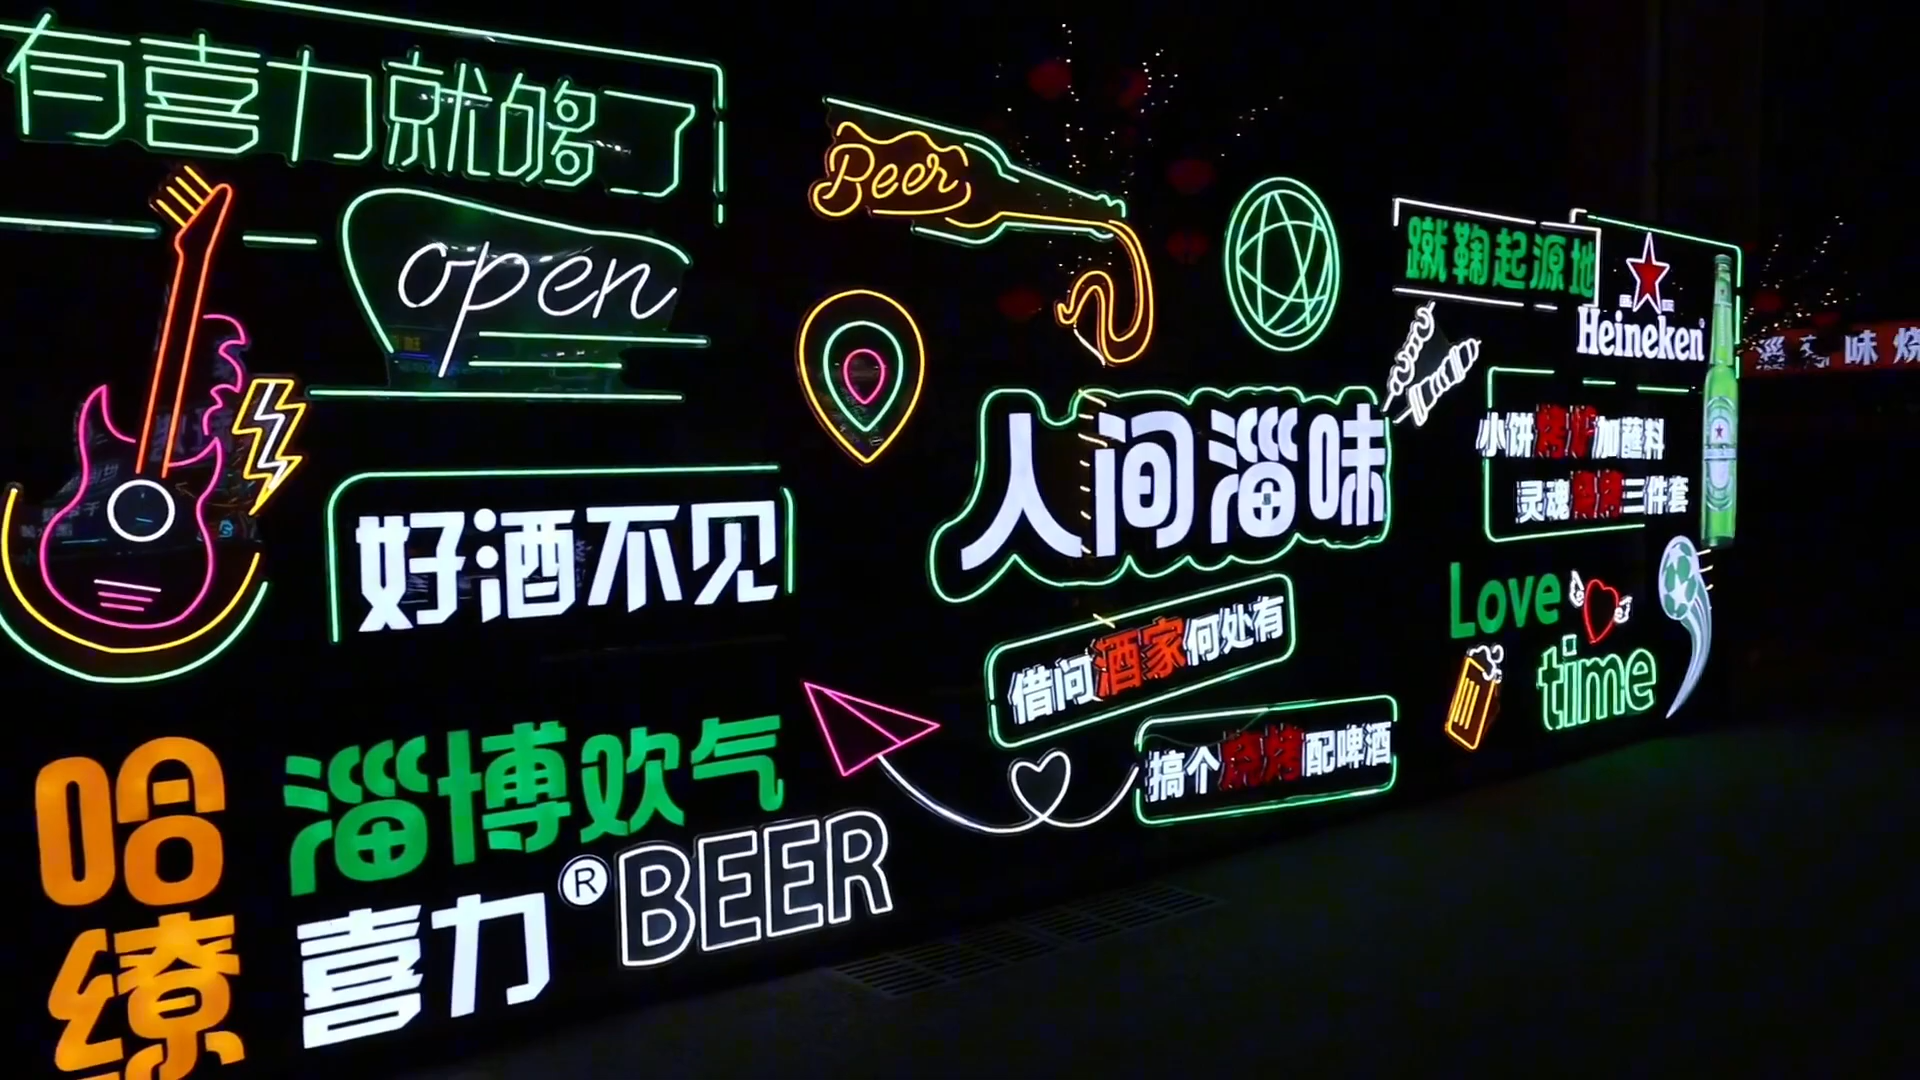 有喜力就够了
open
好酒不见
哈
缭
淄博欢气
喜力®BEER
Beer
人间淄味
借问酒家何处有
搞个烧烤配啤酒
蹴鞠起源地
Heineken
小饼烤炉加蘸料
灵魂烧烤三件套
Love
time
味 烧